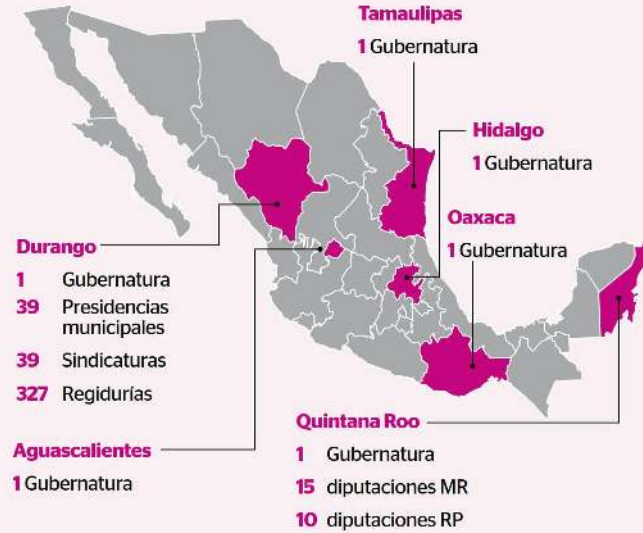 Tamaulipas
1 Gubernatura
Hidalgo
1 Gubernatura
Oaxaca
1 Gubernatura
Durango
1 Gubernatura
39 Presidencias
municipales
39 Sindicaturas
327 Regidurías
Aguascalientes
1 Gubernatura
Quintana Roo
1 Gubernatura
15 diputaciones MR
10 diputaciones RP